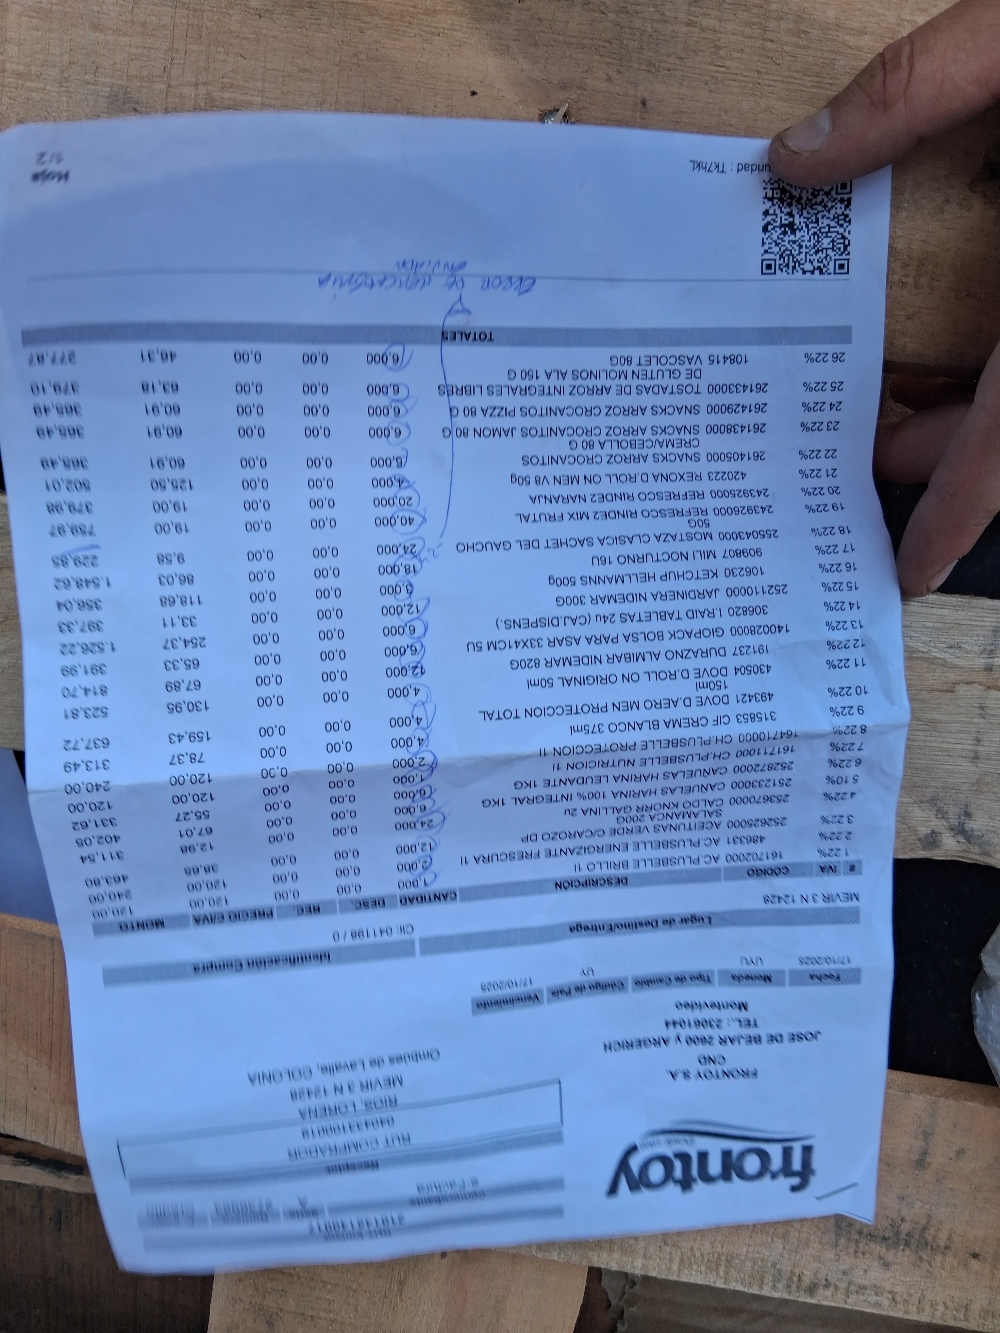 frontoy
FRONTOY S.A.
CND
JOSE DE BEJAR 2600 y ARGERICH
TEL.: 23061044
Montevideo
RUT Emisor
e-Factura
Receptor
RUT COMPRADOR
040433100018
RIOS, LORENA
MEVIR 3 N 12428
Ombúes de Lavalle, COLONIA
Fecha Moneda Tipo de Cambio Código de País Vencimiento
17/10/2025 UYU UY 17/10/2025
Lugar de Destino/Entrega Identificación Compra
MEVIR 3 N 12428 Cli: 041198 / 0
# IVA CODIGO DESCRIPCION CANTIDAD DESC. REC. PRECIO C/IVA MONTO
1 22% 161702000 AC.PLUSBELLE BRILLO 1l 1,000 0,00 0,00 120,00 120,00
2 22% AC.PLUSBELLE ENERGIZANTE FRESCURA 1l 2,000 0,00 0,00 120,00 240,00
3 22% 486331 ACEITUNAS VERDE C/CAROZO DP SALAMANCA 200G 12,000 0,00 0,00 463,80
4 22% 252625000 CALDO KNORR GALLINA 2u 24,000 0,00 0,00 12,98 311,54
5 10% 253670000 CAÑUELAS HARINA 100% INTEGRAL 1KG 6,000 0,00 0,00 67,01 402,05
6 22% 251233000 CAÑUELAS HARINA LEUDANTE 1KG 0,00 0,00 55,27 331,62
7 22% 252872000 CH.PLUSBELLE NUTRICION 1l 1,000 0,00 0,00 120,00 120,00
8 22% 161711000 CH.PLUSBELLE PROTECCION 1l 2,000 0,00 0,00 120,00 240,00
9 22% 164710000 CIF CREMA BLANCO 375ml 4,000 0,00 0,00 78,37 313,49
10 22% 315853 DOVE D.AERO MEN PROTECCION TOTAL 150ml 4,000 0,00 0,00 159,43 637,72
11 22% 493421 DOVE D.ROLL ON ORIGINAL 50ml 4,000 0,00 0,00 130,95 523,81
12 22% 430504 DURAZNO ALMIBAR NIDEMAR 820G 12,000 0,00 0,00 67,89 814,70
13 22% 191237 GIOPACK BOLSA PARA ASAR 33X41CM 5U 6,000 0,00 0,00 65,33 391,99
14 22% 140028000 I.RAID TABLETAS 24u (CAJ.DISPENS.) 6,000 0,00 0,00 254,37 1.526,22
15 22% 306820 JARDINERA NIDEMAR 300G 12,000 0,00 0,00 33,11 397,33
16 22% 252110000 KETCHUP HELLMANNS 500g 0,00 0,00 118,68 356,04
17 22% 106230 MILI NOCTURNO 16U 18,000 0,00 0,00 86,03 1.548,62
18 22% 909807 MOSTAZA CLASICA SACHET DEL GAUCHO 50G 24,000 0,00 0,00 9,58 229,85
19 22% 255043000 REFRESCO RINDE2 MIX FRUTAL 40,000 0,00 0,00 19,00 759,97
20 22% 243926000 REFRESCO RINDE2 NARANJA 20,000 0,00 0,00 19,00 379,98
21 22% 243925000 REXONA D.ROLL ON MEN V8 50g 4,000 0,00 0,00 125,50 502,01
22 22% 420223 SNACKS ARROZ CROCANITOS CREMA/CEBOLLA 80 G 6,000 0,00 0,00 60,91 365,49
23 22% 261405000 SNACKS ARROZ CROCANITOS JAMON 80 G 6,000 0,00 0,00 60,91 365,49
24 22% 261438000 SNACKS ARROZ CROCANITOS PIZZA 80 G 6,000 0,00 0,00 60,91 365,49
25 22% 261429000 TOSTADAS DE ARROZ INTEGRALES LIBRES DE GLUTEN MOLINOS ALA 150 G 6,000 0,00 0,00 63,18 379,10
26 22% 261433000 VASCOLET 80G 6,000 0,00 0,00 46,31 277,87
108415
TOTALES
ERROR DE MERCADERIA
ENVIADA
uridad : Tk7hkL
Hoja
1/2